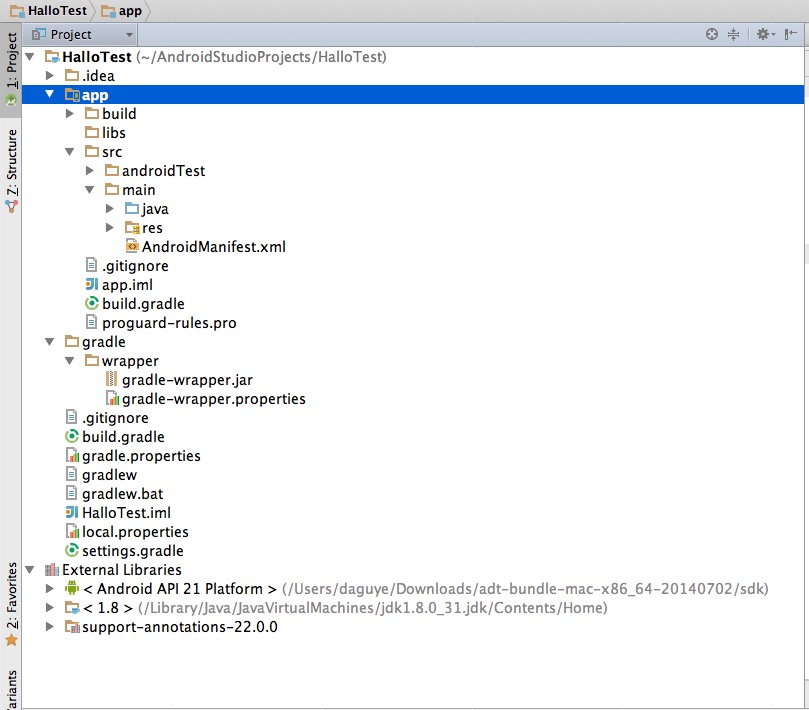 HalloTest app
Project
HalloTest (~/AndroidStudioProjects/HalloTest)
.idea
app
build
libs
src
androidTest
main
java
res
AndroidManifest.xml
.gitignore
app.iml
build.gradle
proguard-rules.pro
gradle
wrapper
gradle-wrapper.jar
gradle-wrapper.properties
.gitignore
build.gradle
gradle.properties
gradlew
gradlew.bat
HalloTest.iml
local.properties
settings.gradle
External Libraries
< Android API 21 Platform > (/Users/daguye/Downloads/adt-bundle-mac-x86_64-20140702/sdk)
< 1.8 > (/Library/Java/JavaVirtualMachines/jdk1.8.0_31.jdk/Contents/Home)
support-annotations-22.0.0
1: Project
7: Structure
2: Favorites
ariants